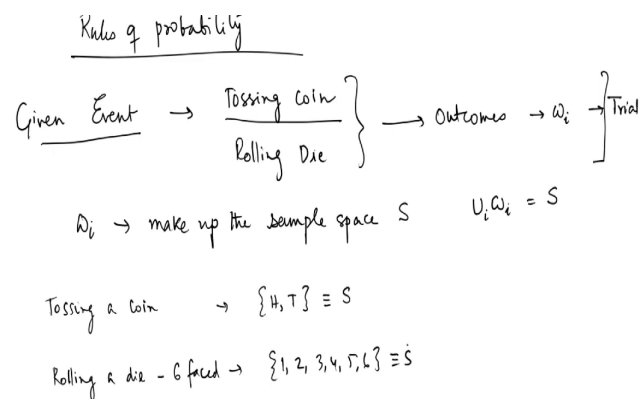 Rules of probability
Given Event → Tossing coin / Rolling Die } → Outcomes → ωi → ] Trial
ωi → make up the sample space S ∪iωi = S
Tossing a coin → {H, T} ≡ S
Rolling a die - 6 faced → {1, 2, 3, 4, 5, 6} ≡ S